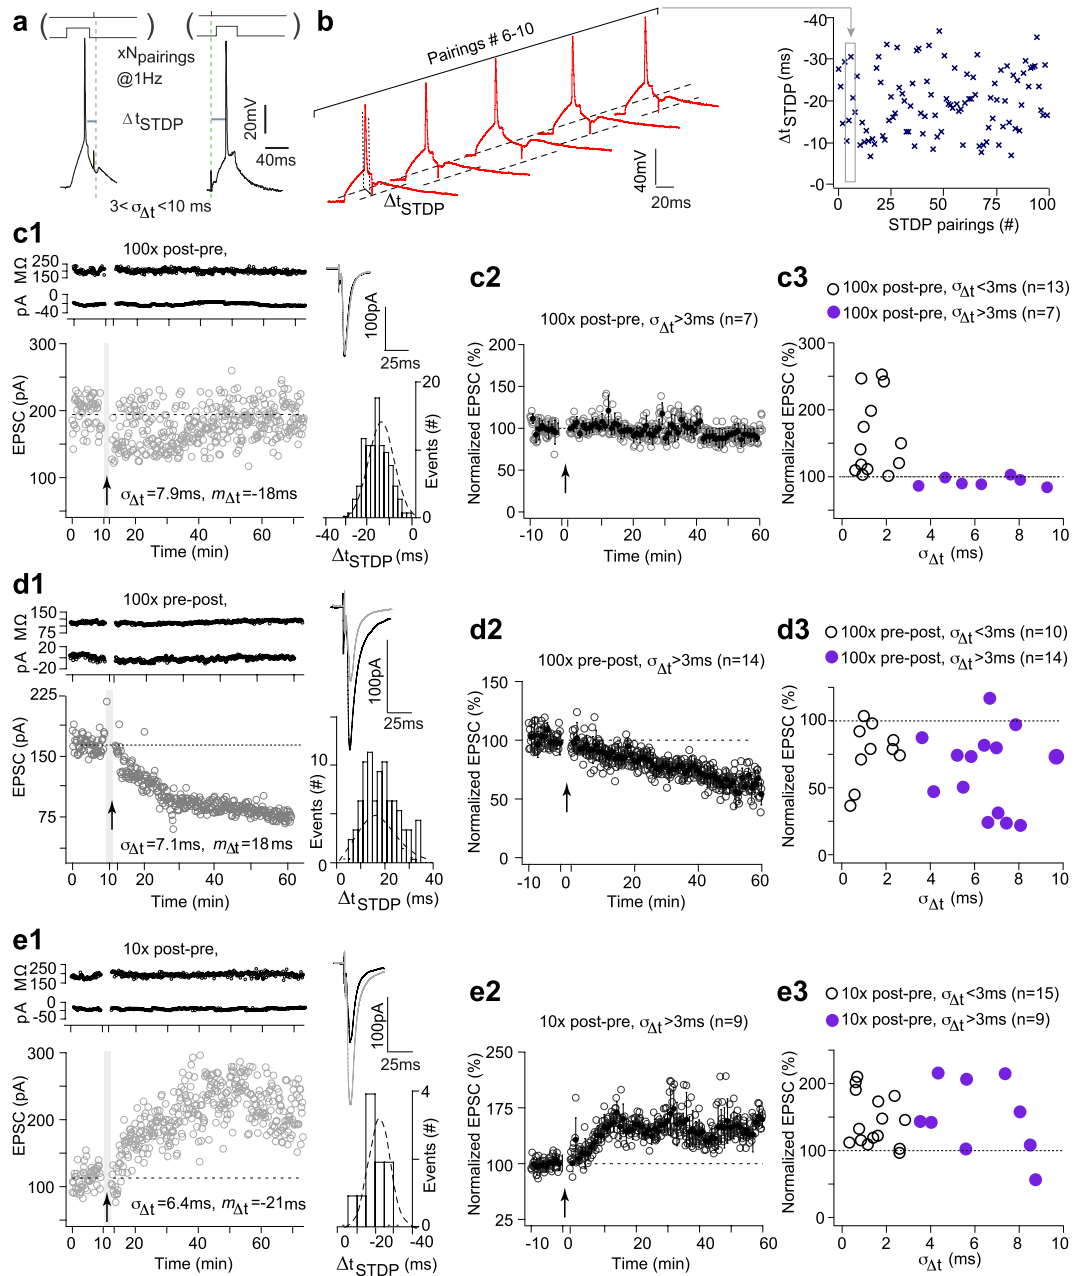 a
( ) ( )
xNpairings
@1Hz
ΔtSTDP
20mV
40ms
3< σΔt<10 ms
b
Pairings # 6-10
ΔtSTDP
40mV
20ms
ΔtSTDP (ms)
-40
-30
-20
-10
-0
0 25 50 75 100
STDP pairings (#)
c1
100x post-pre,
MΩ
250
150
pA
0
-40
EPSC (pA)
300
200
100
σΔt=7.9ms, mΔt=-18ms
0 10 20 40 60
Time (min)
100pA
25ms
20
0
Events (#)
-40 -20 0
ΔtSTDP (ms)
c2
100x post-pre, σΔt>3ms (n=7)
Normalized EPSC (%)
200
150
100
50
0
-10 0 20 40 60
Time (min)
c3
100x post-pre, σΔt<3ms (n=13)
100x post-pre, σΔt>3ms (n=7)
Normalized EPSC (%)
300
200
100
0 2 4 6 8 10
σΔt (ms)
d1
100x pre-post,
MΩ
150
75
pA
20
-20
EPSC (pA)
225
150
75
σΔt=7.1ms, mΔt=18ms
0 10 20 40 60
Time (min)
100pA
25ms
10
0
Events (#)
0 20 40
ΔtSTDP (ms)
d2
100x pre-post, σΔt>3ms (n=14)
Normalized EPSC (%)
150
100
50
0
-10 0 20 40 60
Time (min)
d3
100x pre-post, σΔt<3ms (n=10)
100x pre-post, σΔt>3ms (n=14)
Normalized EPSC (%)
100
50
0
0 2 4 6 8 10
σΔt (ms)
e1
10x post-pre,
MΩ
250
150
pA
0
-50
EPSC (pA)
300
200
100
σΔt=6.4ms, mΔt=-21ms
0 10 20 40 60
Time (min)
100pA
25ms
4
0
Events (#)
0 -20 -40
ΔtSTDP (ms)
e2
10x post-pre, σΔt>3ms (n=9)
Normalized EPSC (%)
250
175
100
25
-10 0 20 40 60
Time (min)
e3
10x post-pre, σΔt<3ms (n=15)
10x post-pre, σΔt>3ms (n=9)
Normalized EPSC (%)
200
100
0
0 2 4 6 8 10
σΔt (ms)